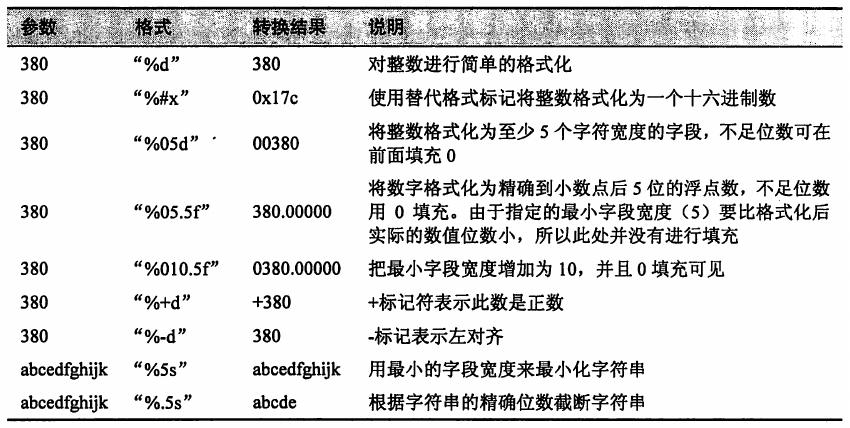 参数 格式 转换结果 说明
380 “%d” 380 对整数进行简单的格式化
380 “%#x” 0x17c 使用替代格式标记将整数格式化为一个十六进制数
380 “%05d” 00380 将整数格式化为至少 5 个字符宽度的字段，不足位数可在
前面填充 0
380 “%05.5f” 380.00000 将数字格式化为精确到小数点后 5 位的浮点数，不足位数
用 0 填充。由于指定的最小字段宽度（5）要比格式化后
实际的数值位数小，所以此处并没有进行填充
380 “%010.5f” 0380.00000 把最小字段宽度增加为 10，并且 0 填充可见
380 “%+d” +380 +标记符表示此数是正数
380 “%-d” 380 -标记表示左对齐
abcedfghijk “%5s” abcedfghijk 用最小的字段宽度来最小化字符串
abcedfghijk “%.5s” abcde 根据字符串的精确位数截断字符串